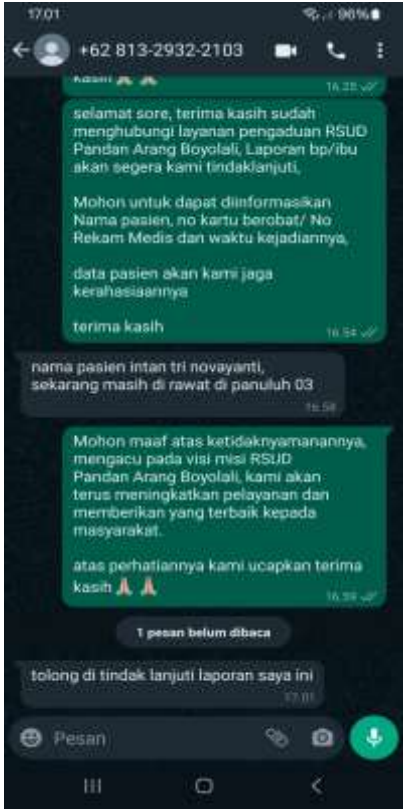 17.01
96%
+62 813-2932-2103
kasih 🙏 🙏
16.28
selamat sore, terima kasih sudah
menghubungi layanan pengaduan RSUD
Pandan Arang Boyolali, Laporan bp/ibu
akan segera kami tindaklanjuti,
Mohon untuk dapat diinformasikan
Nama pasien, no kartu berobat/ No
Rekam Medis dan waktu kejadiannya,
data pasien akan kami jaga
kerahasiaannya
terima kasih
16.54
nama pasien intan tri novayanti,
sekarang masih di rawat di panuluh 03
16.58
Mohon maaf atas ketidaknyamanannya,
mengacu pada visi misi RSUD
Pandan Arang Boyolali, kami akan
terus meningkatkan pelayanan dan
memberikan yang terbaik kepada
masyarakat.
atas perhatiannya kami ucapkan terima
kasih 🙏 🙏
16.59
1 pesan belum dibaca
tolong di tindak lanjuti laporan saya ini
17.01
Pesan